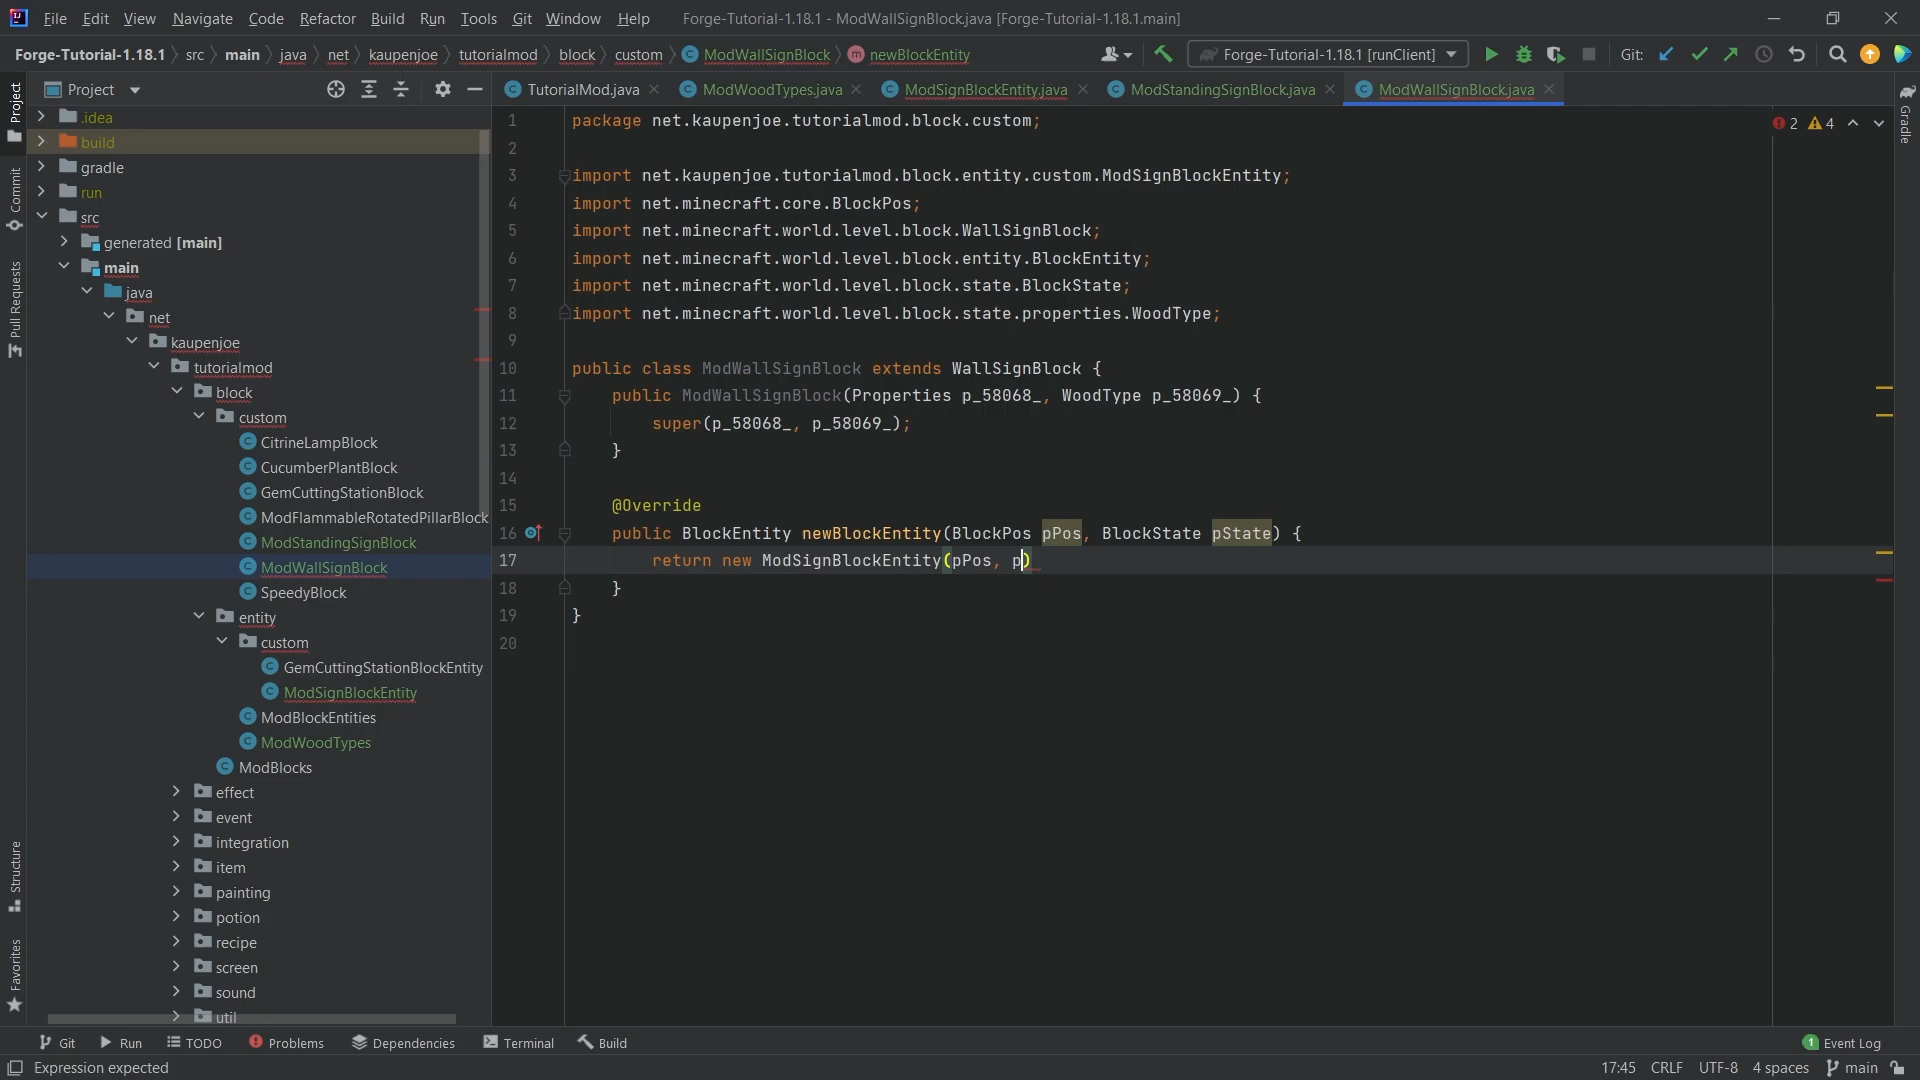 File Edit View Navigate Code Refactor Build Run Tools Git Window Help Forge-Tutorial-1.18.1 - ModWallSignBlock.java [Forge-Tutorial-1.18.1.main]
Forge-Tutorial-1.18.1 src main java net kaupenjoe tutorialmod block custom ModWallSignBlock newBlockEntity Forge-Tutorial-1.18.1 [runClient] Git:
Project TutorialMod.java ModWoodTypes.java ModSignBlockEntity.java ModStandingSignBlock.java ModWallSignBlock.java
Project
Commit
Pull Requests
Structure
Favorites
.idea
build
gradle
run
src
generated [main]
main
java
net
kaupenjoe
tutorialmod
block
custom
CitrineLampBlock
CucumberPlantBlock
GemCuttingStationBlock
ModFlammableRotatedPillarBlock
ModStandingSignBlock
ModWallSignBlock
SpeedyBlock
entity
custom
GemCuttingStationBlockEntity
ModSignBlockEntity
ModBlockEntities
ModWoodTypes
ModBlocks
effect
event
integration
item
painting
potion
recipe
screen
sound
util
1 package net.kaupenjoe.tutorialmod.block.custom;
2
3 import net.kaupenjoe.tutorialmod.block.entity.custom.ModSignBlockEntity;
4 import net.minecraft.core.BlockPos;
5 import net.minecraft.world.level.block.WallSignBlock;
6 import net.minecraft.world.level.block.entity.BlockEntity;
7 import net.minecraft.world.level.block.state.BlockState;
8 import net.minecraft.world.level.block.state.properties.WoodType;
9
10 public class ModWallSignBlock extends WallSignBlock {
11 public ModWallSignBlock(Properties p_58068_, WoodType p_58069_) {
12 super(p_58068_, p_58069_);
13 }
14
15 @Override
16 public BlockEntity newBlockEntity(BlockPos pPos, BlockState pState) {
17 return new ModSignBlockEntity(pPos, p)
18 }
19 }
20
2 4
Gradle
Git Run TODO Problems Dependencies Terminal Build 1 Event Log
Expression expected 17:45 CRLF UTF-8 4 spaces main